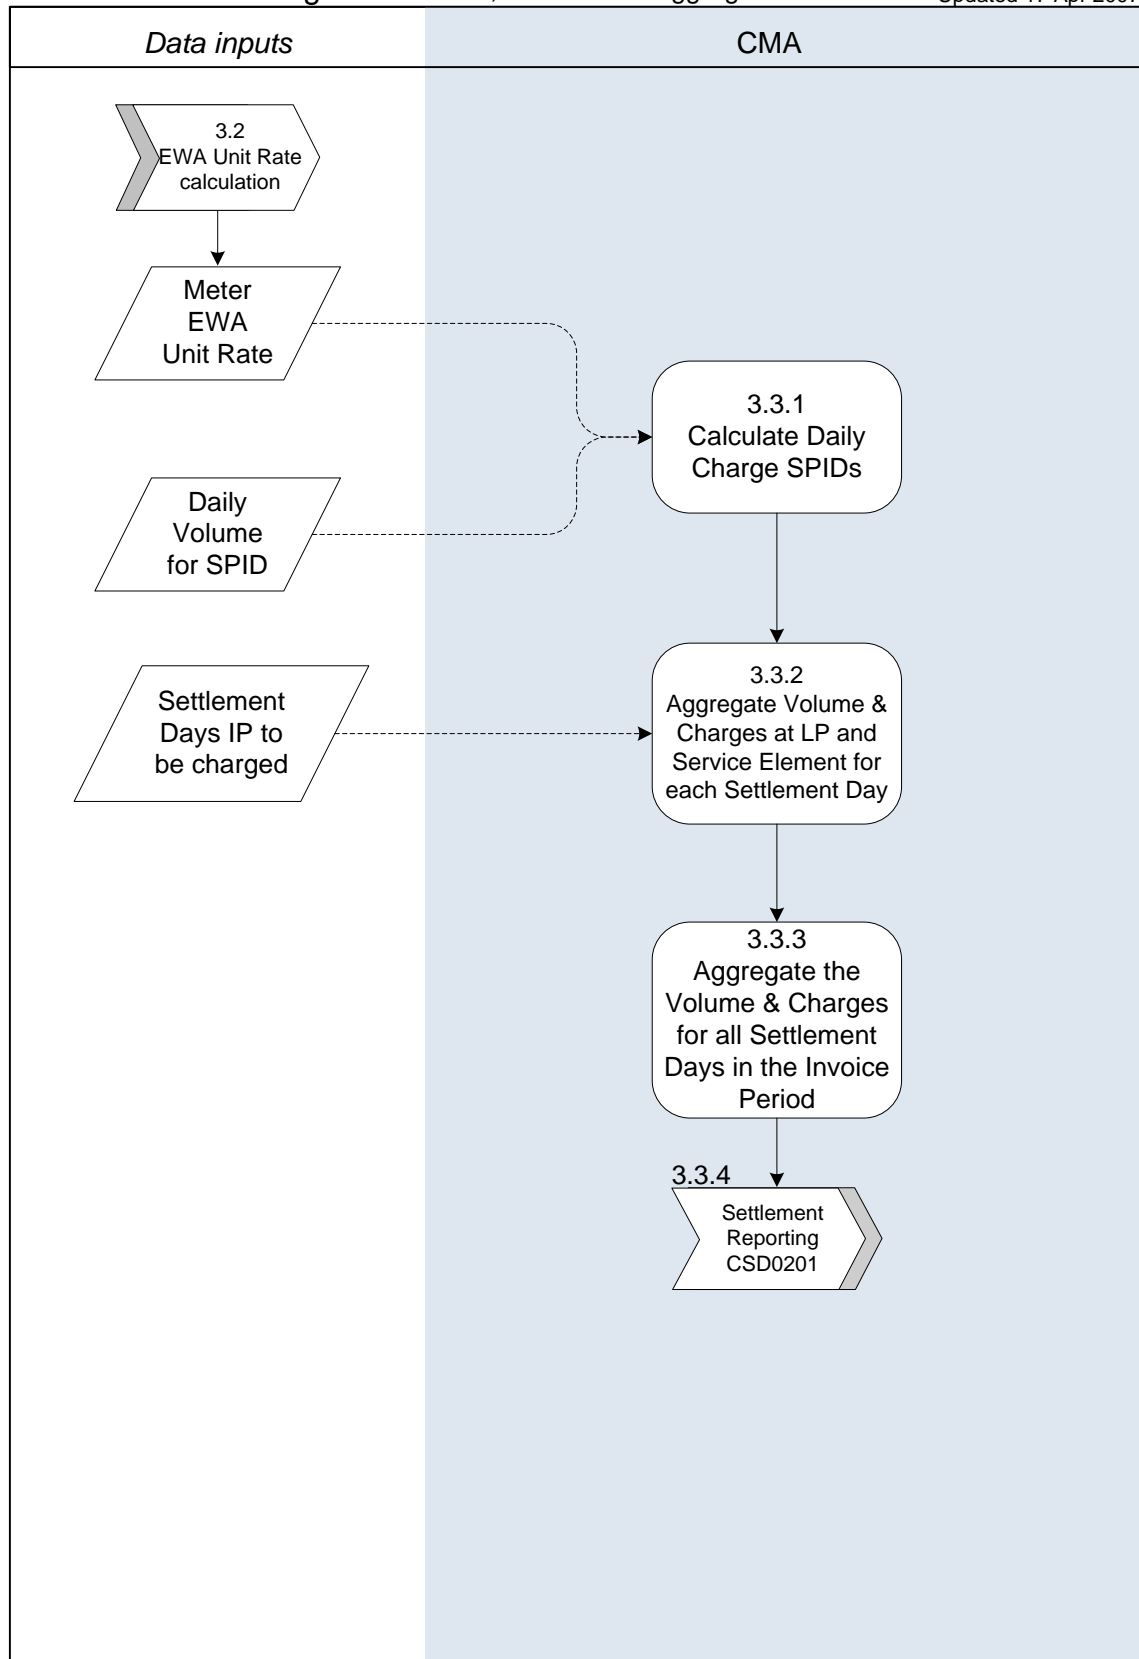 Data inputs
CMA
3.2
EWA Unit Rate
calculation
Meter
EWA
Unit Rate
3.3.1
Calculate Daily
Charge SPIDs
Daily
Volume
for SPID
Settlement
Days IP to
be charged
3.3.2
Aggregate Volume &
Charges at LP and
Service Element for
each Settlement Day
3.3.3
Aggregate the
Volume & Charges
for all Settlement
Days in the Invoice
Period
3.3.4
Settlement
Reporting
CSD0201